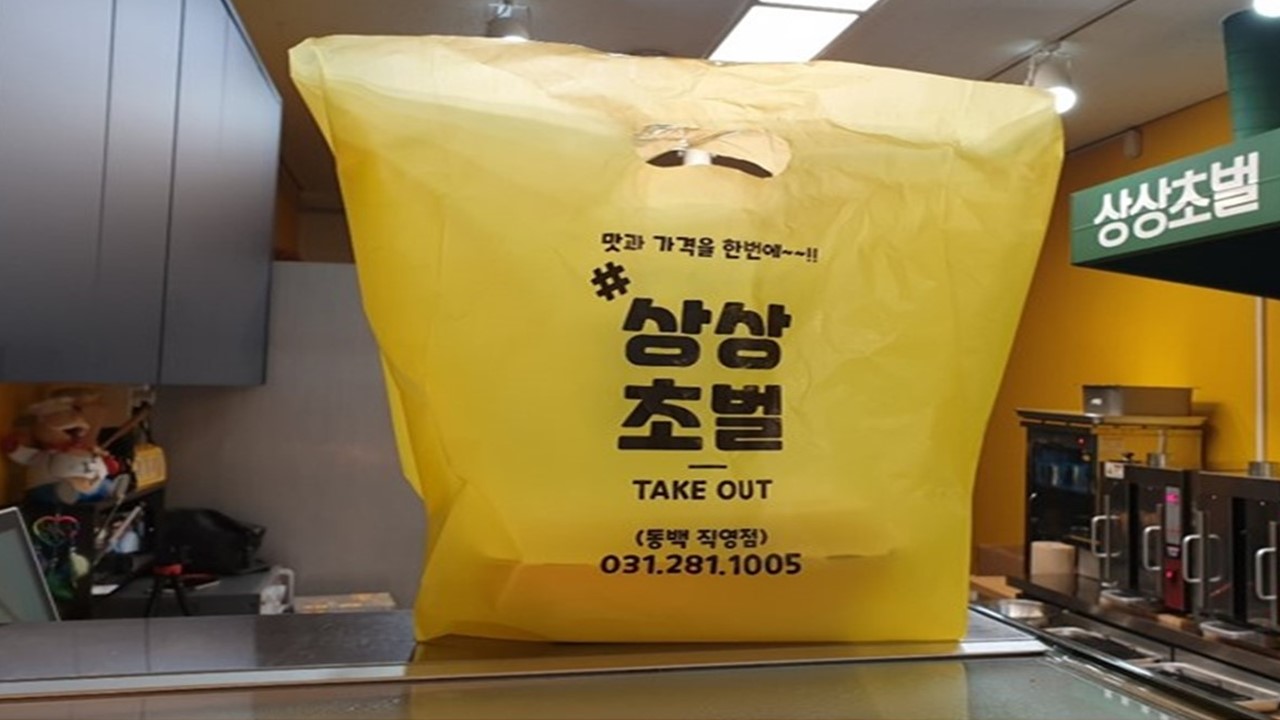 맛과 가격을 한번에~~!!
#상상
초벌
TAKE OUT
(동백 직영점)
031.281.1005
상상초벌